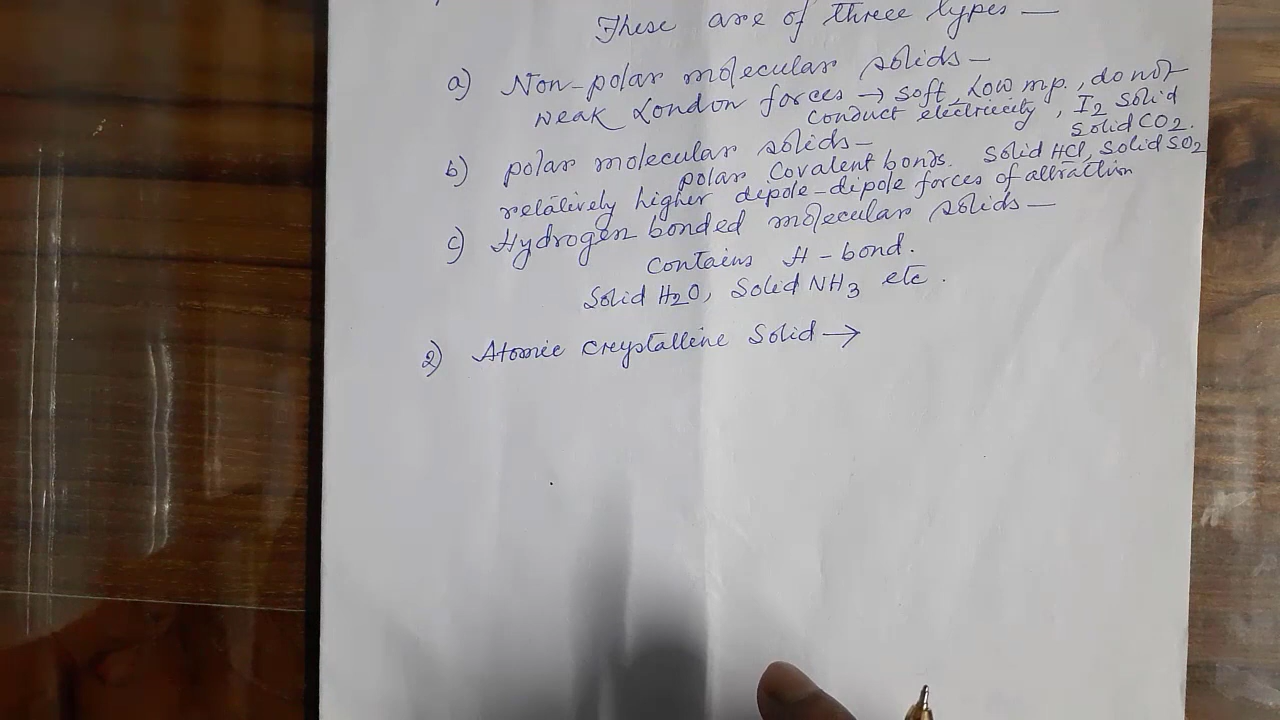 These are of three types —
a) Non-polar molecular solids —
weak London forces → soft, Low mp., do not
conduct electricity, I2 solid
solid CO2.
b) polar molecular solids —
polar Covalent bonds. Solid HCl, Solid SO2
relatively higher depole-dipole forces of attraction
c) Hydrogen bonded molecular solids —
Contains H-bond.
Solid H2O, Solid NH3 etc.
2) Atomic Crystalline Solid →